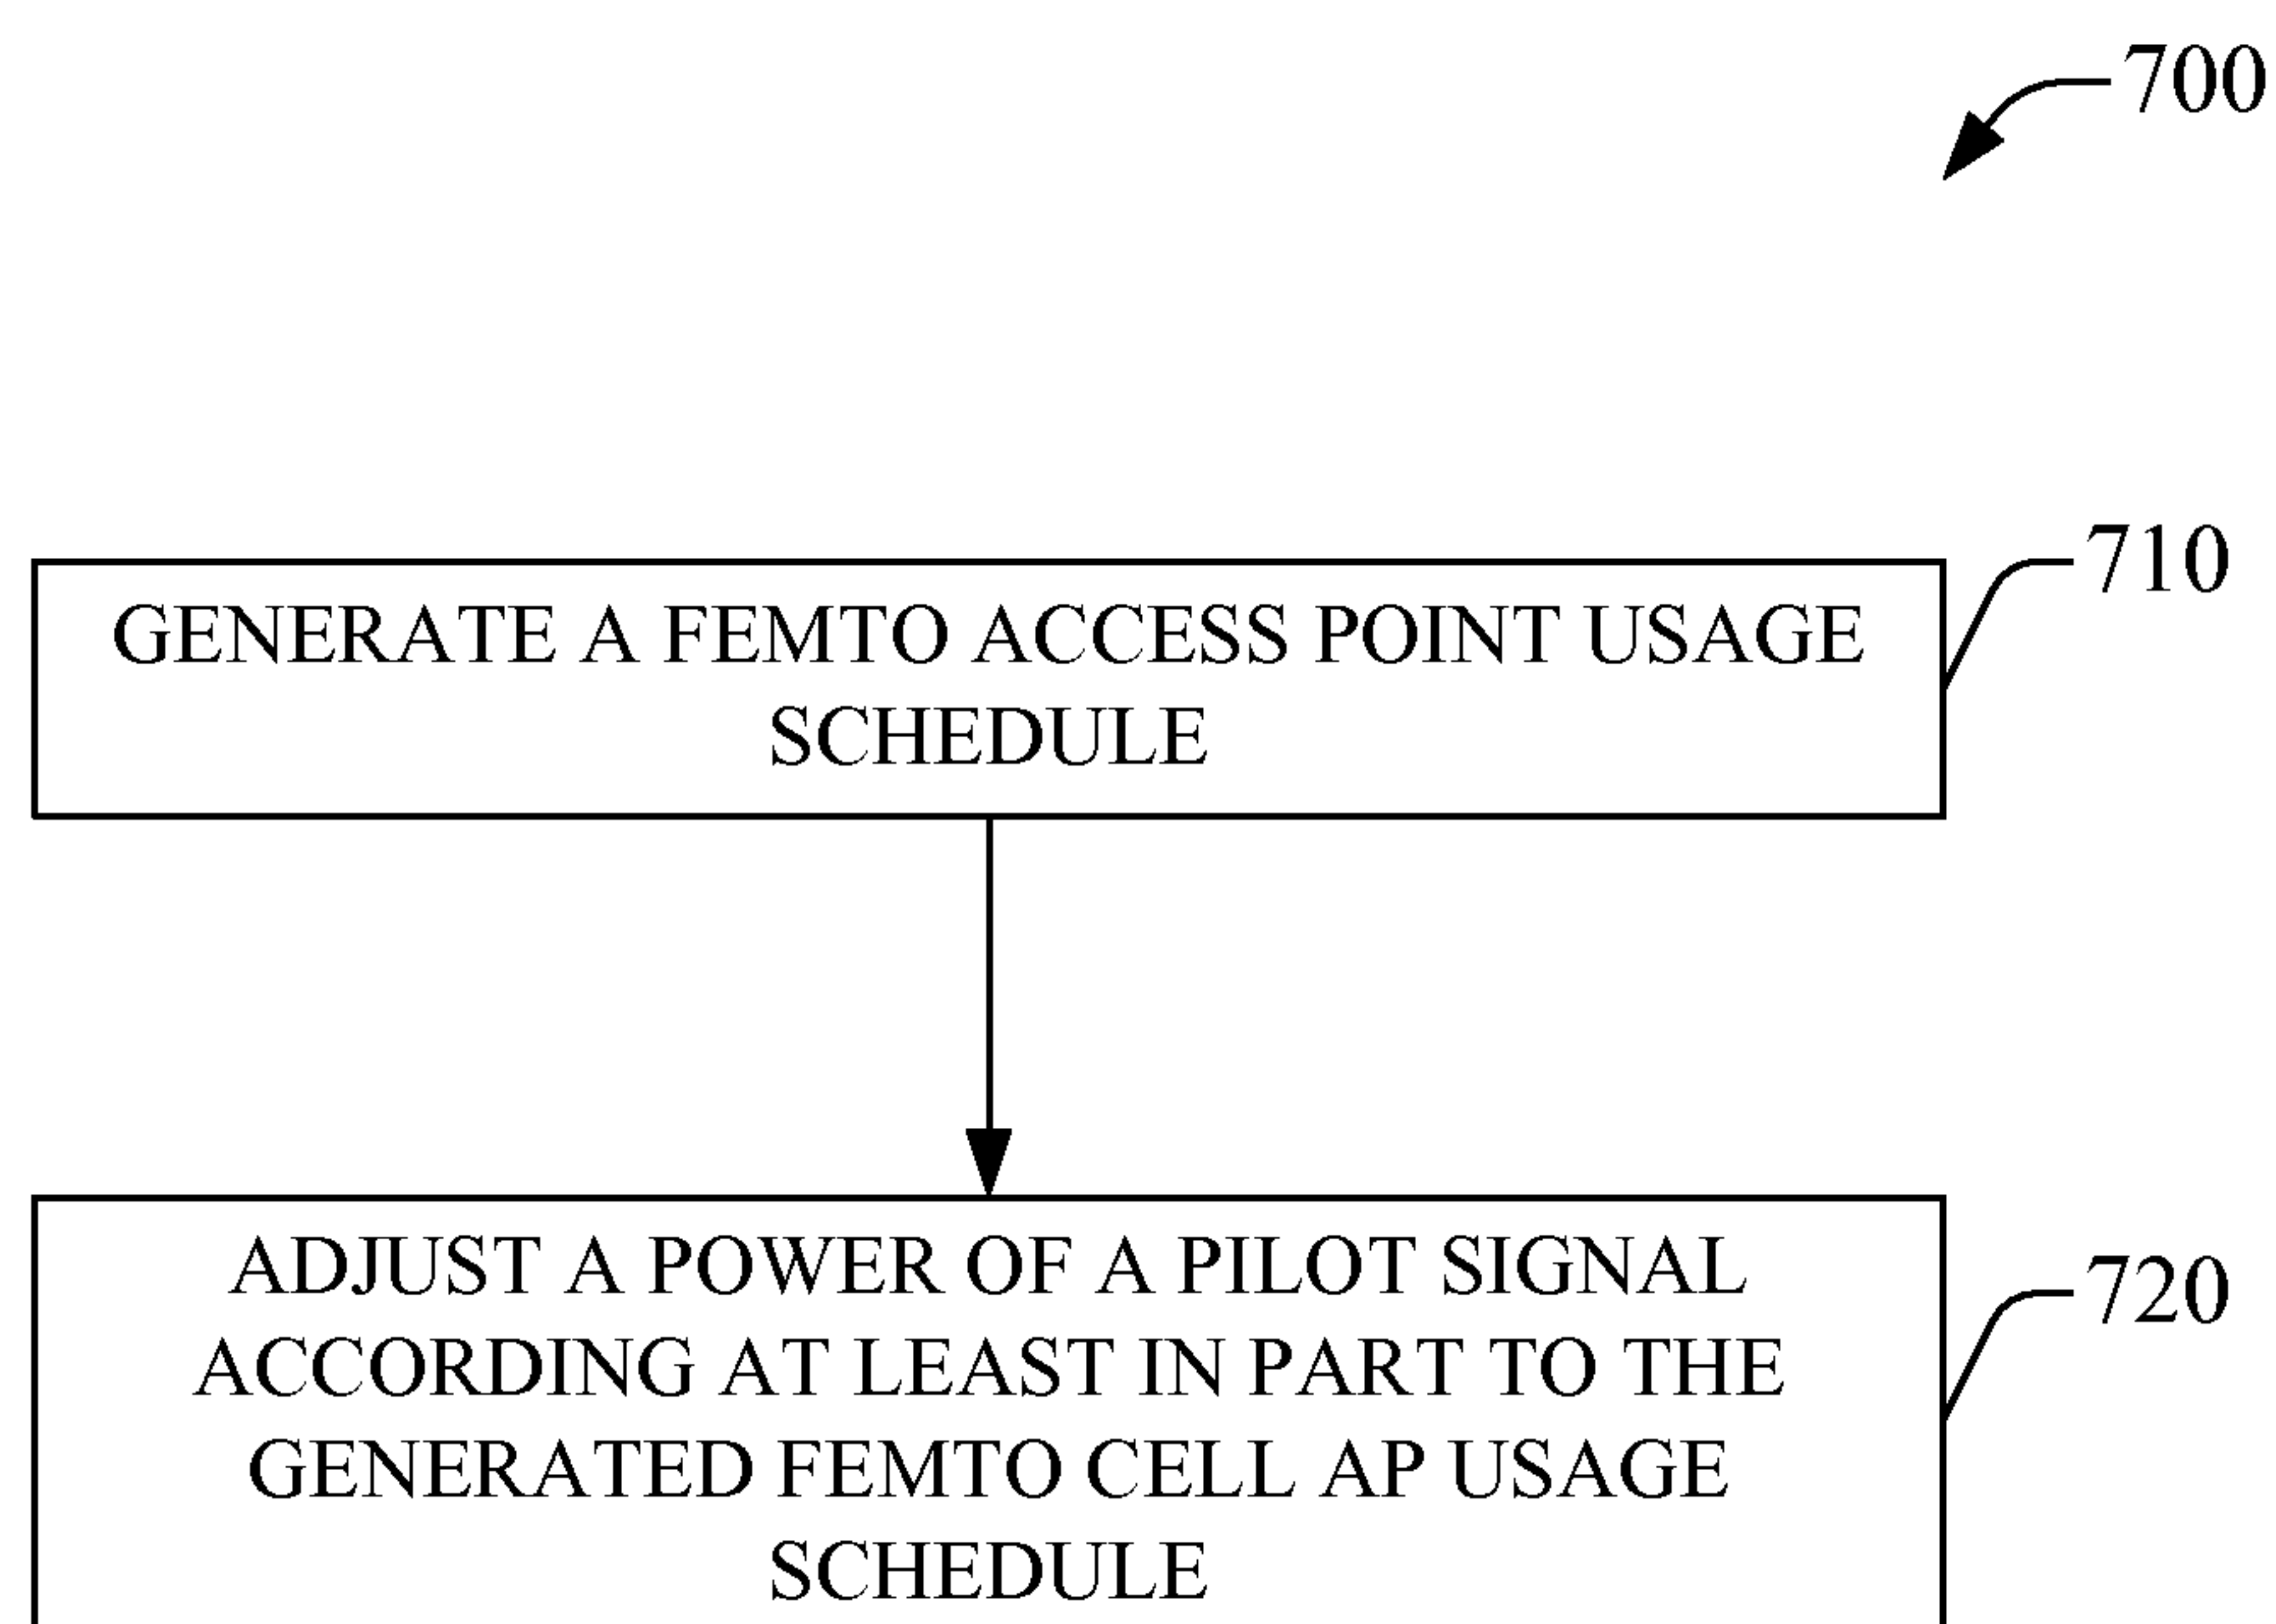 700
710
GENERATE A FEMTO ACCESS POINT USAGE
SCHEDULE
720
ADJUST A POWER OF A PILOT SIGNAL
ACCORDING AT LEAST IN PART TO THE
GENERATED FEMTO CELL AP USAGE
SCHEDULE